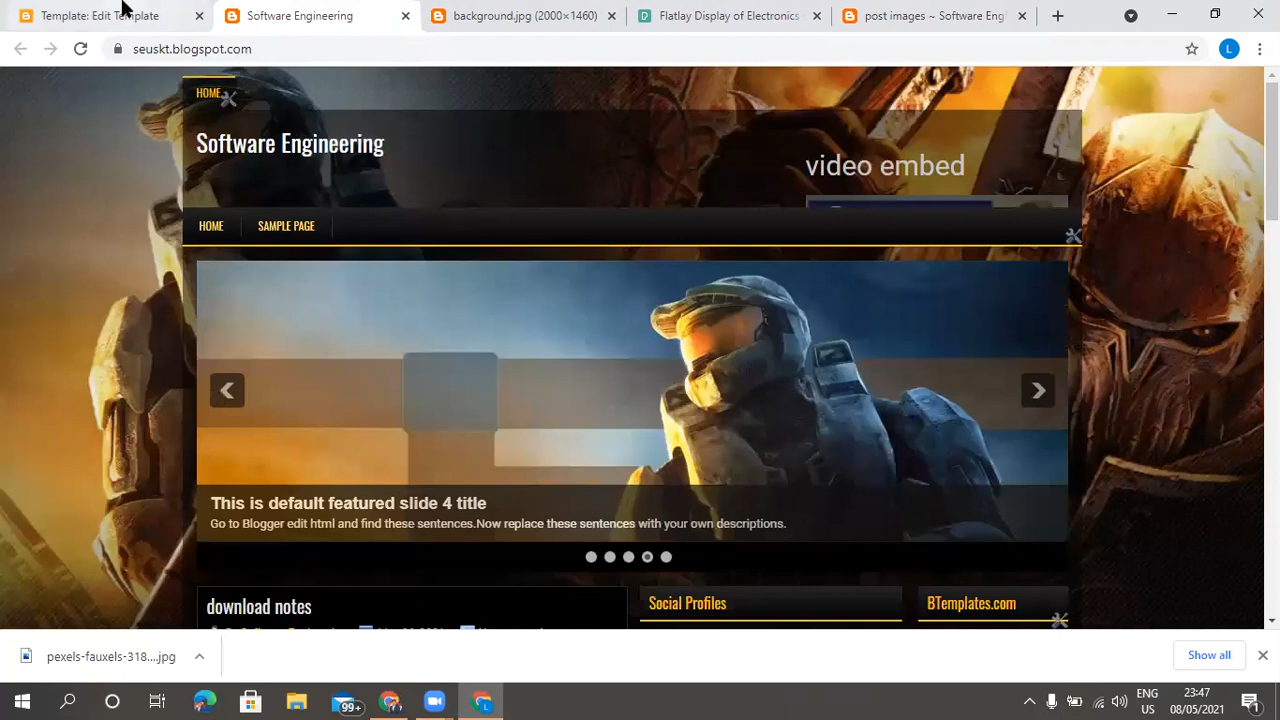 Template: Edit Template
Software Engineering
background.jpg (2000×1460)
Flatlay Display of Electronics
post images ~ Software Eng
seuskt.blogspot.com
L
HOME
Software Engineering
video embed
HOME
SAMPLE PAGE
This is default featured slide 4 title
Go to Blogger edit html and find these sentences.Now replace these sentences with your own descriptions.
download notes
Social Profiles
BTemplates.com
pexels-fauxels-318....jpg
Show all
99+
ENG
US
23:47
08/05/2021
1